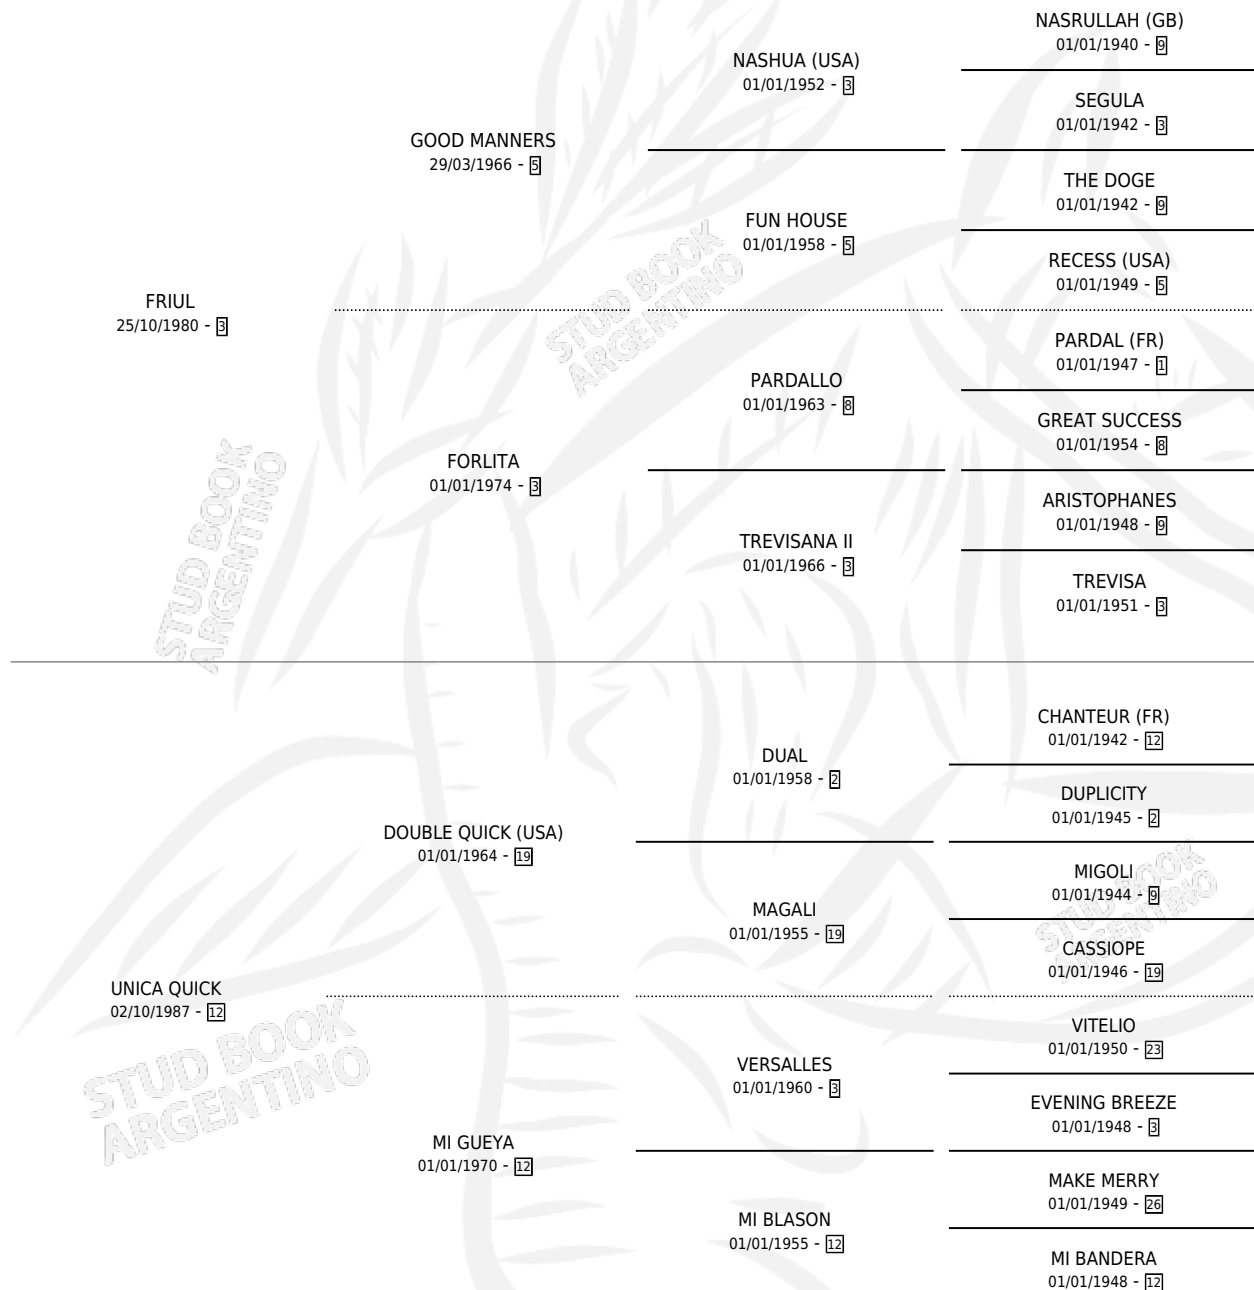 NASRULLAH (GB)
01/01/1940 - 9
NASHUA (USA)
01/01/1952 - 3
SEGULA
01/01/1942 - 3
GOOD MANNERS
29/03/1966 - 5
THE DOGE
01/01/1942 - 9
FUN HOUSE
01/01/1958 - 5
RECESS (USA)
01/01/1949 - 5
FRIUL
25/10/1980 - 3
PARDAL (FR)
01/01/1947 - 1
PARDALLO
01/01/1963 - 8
GREAT SUCCESS
01/01/1954 - 8
FORLITA
01/01/1974 - 3
ARISTOPHANES
01/01/1948 - 9
TREVISANA II
01/01/1966 - 3
TREVISA
01/01/1951 - 3
CHANTEUR (FR)
01/01/1942 - 12
DUAL
01/01/1958 - 2
DUPLICITY
01/01/1945 - 2
DOUBLE QUICK (USA)
01/01/1964 - 19
MIGOLI
01/01/1944 - 9
MAGALI
01/01/1955 - 19
CASSIOPE
01/01/1946 - 19
UNICA QUICK
02/10/1987 - 12
VITELIO
01/01/1950 - 23
VERSALLES
01/01/1960 - 3
EVENING BREEZE
01/01/1948 - 3
MI GUEYA
01/01/1970 - 12
MAKE MERRY
01/01/1949 - 26
MI BLASON
01/01/1955 - 12
MI BANDERA
01/01/1948 - 12
STUD BOOK
ARGENTINO
STUD BOOK
ARGENTINO
STUD BOOK
ARGENTINO
STUD BOOK
ARGENTINO